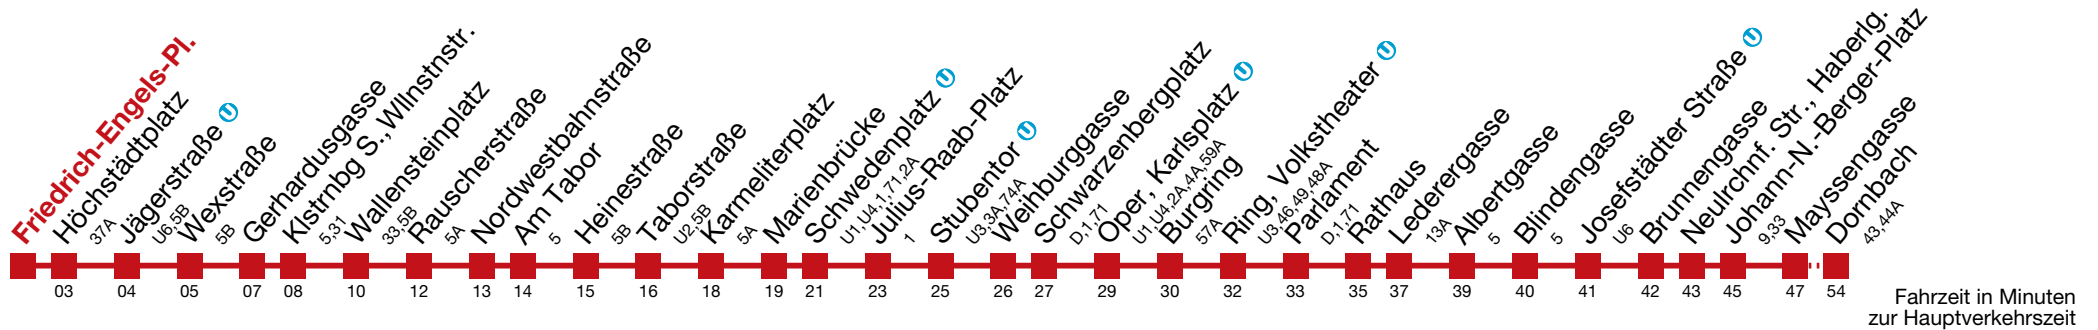 Friedrich-Engels-Pl.
Höchstädtplatz
37A
Jägerstraße U
U6,5B
Wexstraße
5B
Gerhardusgasse
Klstrnbg S.,Wllnstnstr.
5,31
Wallensteinplatz
33,5B
Rauscherstraße
5A
Nordwestbahnstraße
Am Tabor
5
Heinestraße
5B
Taborstraße
U2,5B
Karmeliterplatz
5A
Marienbrücke
Schwedenplatz U
U1,U4,1,71,2A
Julius-Raab-Platz
1
Stubentor U
U3,3A,74A
Weihburggasse
Schwarzenbergplatz
D,1,71
Oper, Karlsplatz U
U1,U4,2A,4A,59A
Burgring
57A
Ring, Volkstheater U
U3,46,49,48A
Parlament
D,1,71
Rathaus
Lederergasse
13A
Albertgasse
5
Blindengasse
5
Josefstädter Straße U
U6
Brunnengasse
Neulrchnf. Str., Haberlg.
Johann-N.-Berger-Platz
9,33
Mayssengasse
Dornbach
43,44A
03 04 05 07 08 10 12 13 14 15 16 18 19 21 23 25 26 27 29 30 32 33 35 37 39 40 41 42 43 45 47 54
Fahrzeit in Minuten
zur Hauptverkehrszeit